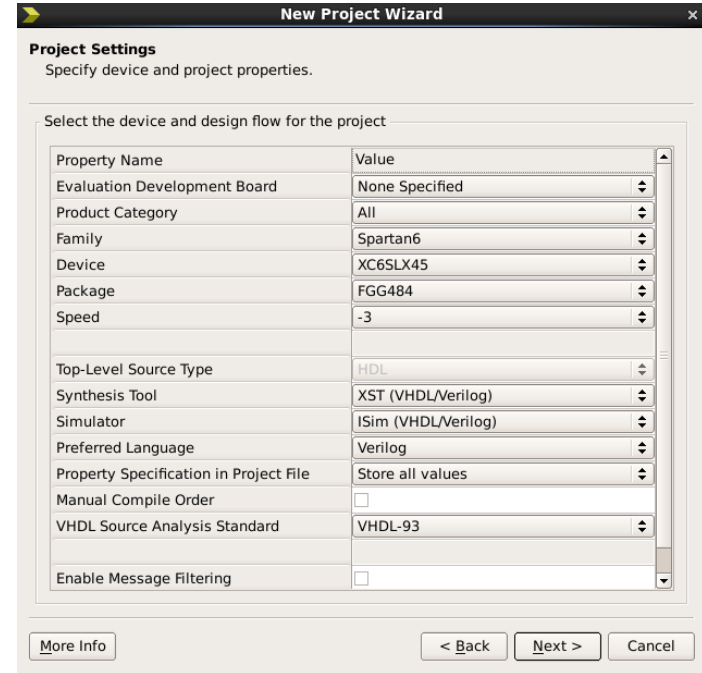 New Project Wizard
Project Settings
Specify device and project properties.
Select the device and design flow for the project
Property Name Value
Evaluation Development Board None Specified
Product Category All
Family Spartan6
Device XC6SLX45
Package FGG484
Speed -3
Top-Level Source Type HDL
Synthesis Tool XST (VHDL/Verilog)
Simulator ISim (VHDL/Verilog)
Preferred Language Verilog
Property Specification in Project File Store all values
Manual Compile Order
VHDL Source Analysis Standard VHDL-93
Enable Message Filtering
More Info < Back Next > Cancel